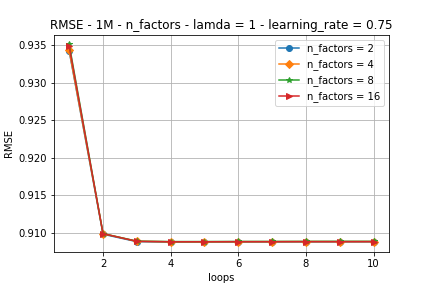 RMSE - 1M - n_factors - lamda = 1 - learning_rate = 0.75
n_factors = 2
n_factors = 4
n_factors = 8
n_factors = 16
RMSE
0.935
0.930
0.925
0.920
0.915
0.910
2 4 6 8 10
loops